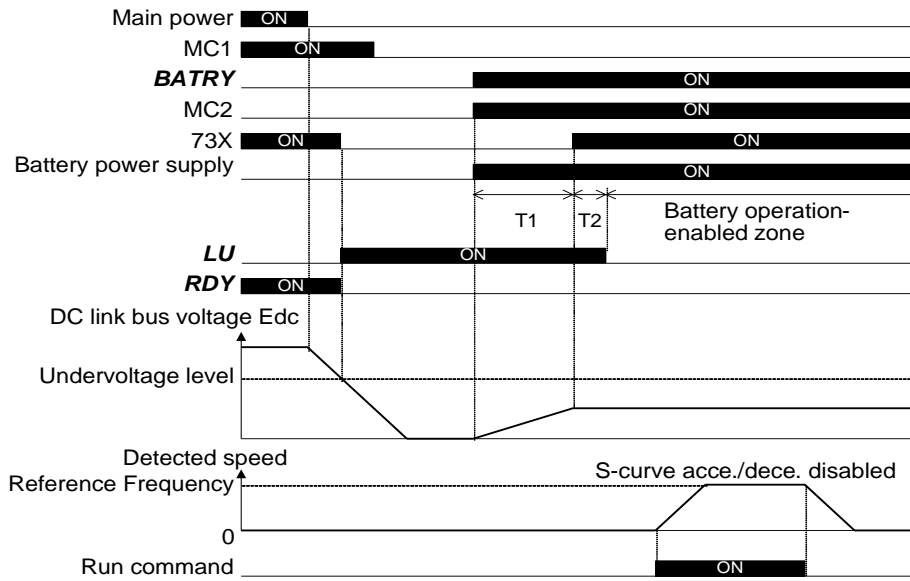 Main power ON
MC1 ON
BATRY ON
MC2 ON
73X ON ON
Battery power supply ON
T1 T2 Battery operation-
enabled zone
LU ON
RDY ON
DC link bus voltage Edc
Undervoltage level
Detected speed
Reference Frequency S-curve acce./dece. disabled
0
Run command ON